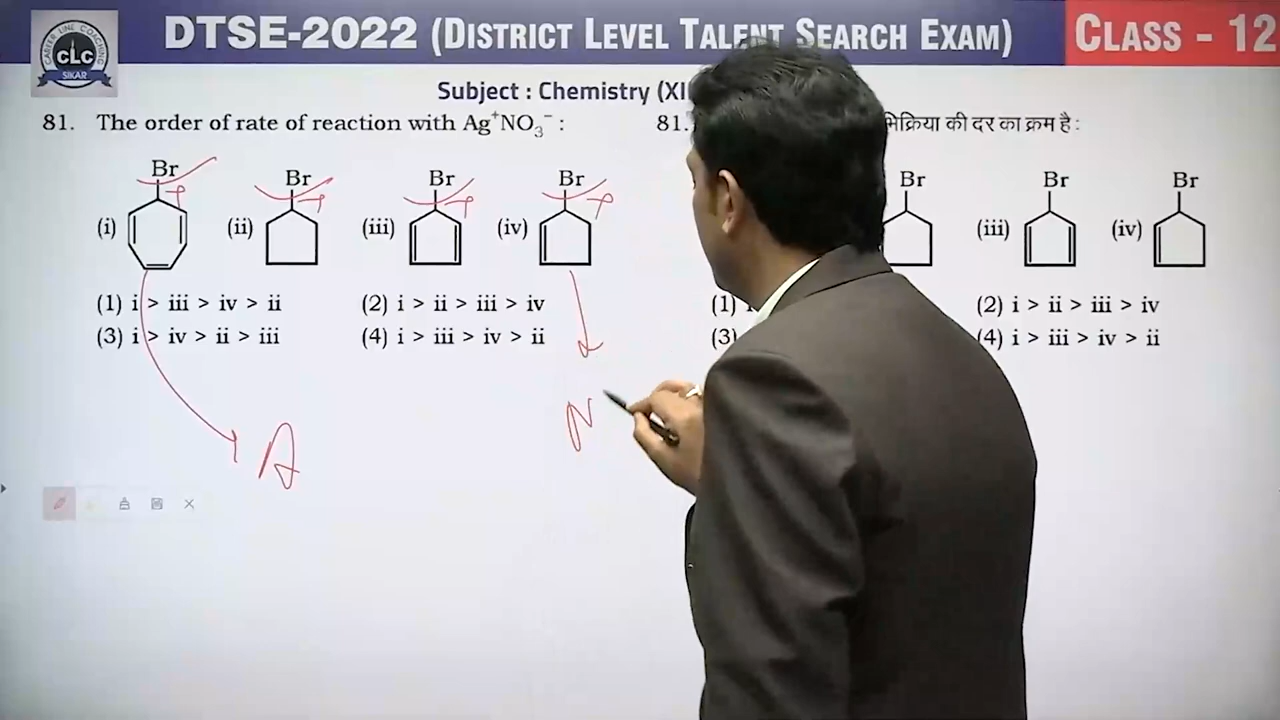 CAREER LINE COACHING
CLC
SIKAR
DTSE-2022 (DISTRICT LEVEL TALENT SEARCH EXAM)
CLASS - 12
Subject : Chemistry (XI
81. The order of rate of reaction with Ag⁺NO₃⁻ :
Br Br Br Br
(i) (ii) (iii) (iv)
(1) i > iii > iv > ii (2) i > ii > iii > iv
(3) i > iv > ii > iii (4) i > iii > iv > ii
A
N
81. क्रिया की दर का क्रम है :
Br Br Br
(iii) (iv)
(1) (2) i > ii > iii > iv
(3) (4) i > iii > iv > ii